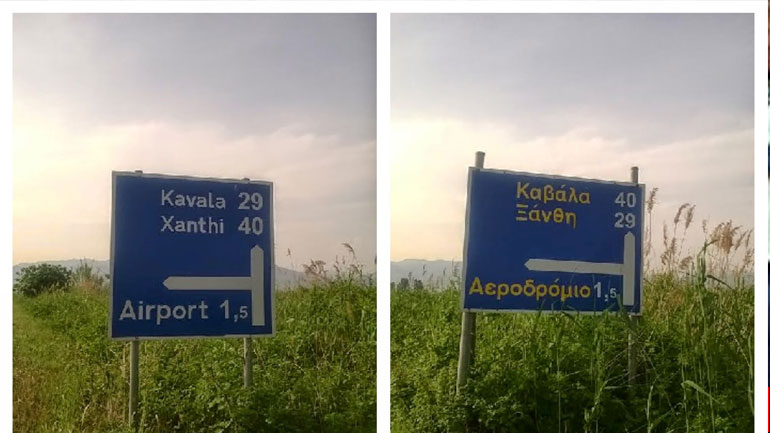 Kavala 29
Xanthi 40
Airport 1,5
Καβάλα 40
Ξάνθη 29
Αεροδρόμιο 1,5